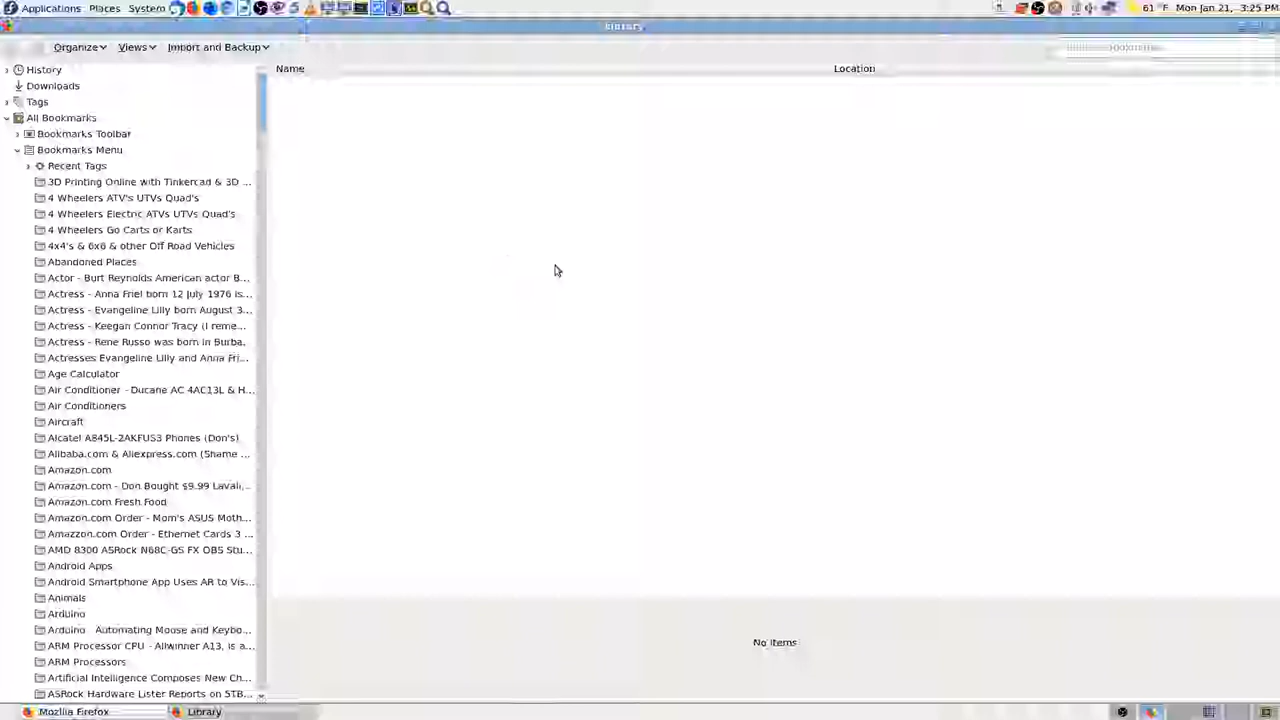 Applications Places System 61 °F Mon Jan 21, 3:25 PM
Library
Organize Views Import and Backup
Name Location
History
Downloads
Tags
All Bookmarks
Bookmarks Toolbar
Bookmarks Menu
Recent Tags
3D Printing Online with Tinkercad & 3D ...
4 Wheelers ATV's UTVs Quad's
4 Wheelers Electric ATVs UTVs Quad's
4 Wheelers Go Carts or Karts
4x4's & 6x6 & other Off Road Vehicles
Abandoned Places
Actor - Burt Reynolds American actor B...
Actress - Anna Friel born 12 July 1976 is...
Actress - Evangeline Lilly born August 3...
Actress - Keegan Connor Tracy (I reme...
Actress - Rene Russo was born in Burba...
Actresses Evangeline Lilly and Anna Fri...
Age Calculator
Air Conditioner - Ducane AC 4AC13L & H...
Air Conditioners
Aircraft
Alcatel A845L-2AKFUS3 Phones (Don's)
Alibaba.com & Aliexpress.com (Shame ...
Amazon.com
Amazon.com - Don Bought $9.99 Lavali...
Amazon.com Fresh Food
Amazon.com Order - Mom's ASUS Moth...
Amazzon.com Order - Ethernet Cards 3 ...
AMD 8300 ASRock N68C-GS FX OBS Stu...
Android Apps
Android Smartphone App Uses AR to Vis...
Animals
Arduino
Arduino Automating Mouse and Keybo...
ARM Processor CPU - Allwinner A13, is a...
ARM Processors
Artificial Intelligence Composes New Ch...
ASRock Hardware Lister Reports on 5TB...
No items
Mozilla Firefox Library